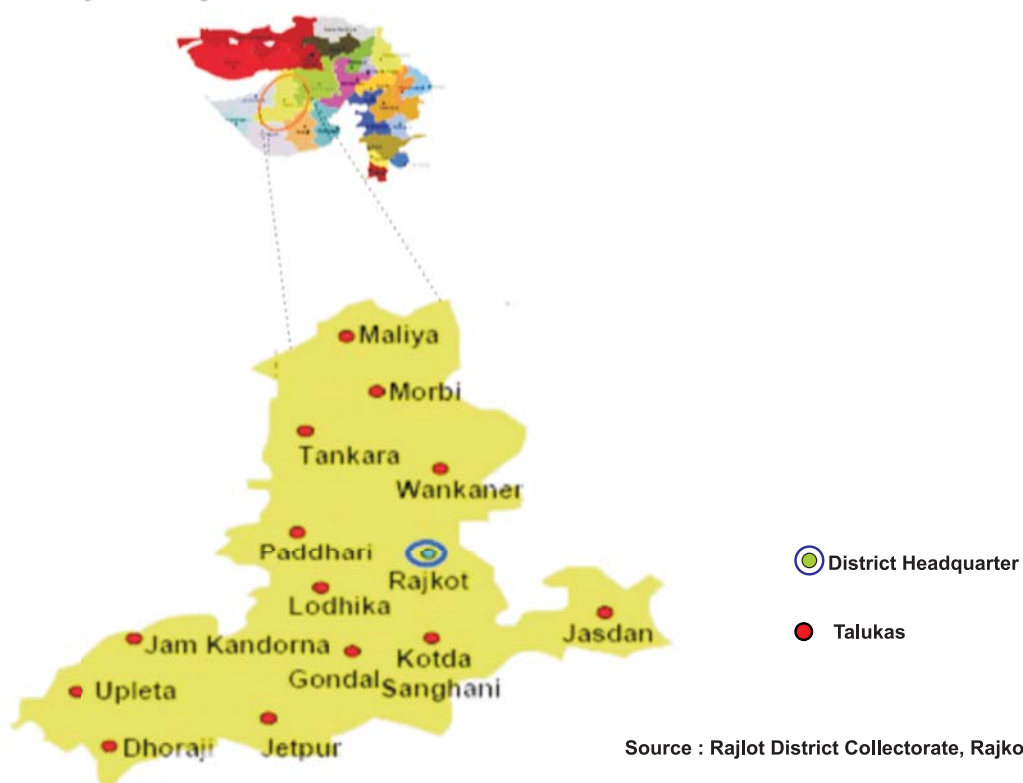 Maliya
Morbi
Tankara
Wankaner
Paddhari
Rajkot
Lodhika
Jasdan
Jam Kandorna
Gondal
Kotda
Sanghani
Upleta
Dhoraji
Jetpur
District Headquarter
Talukas
Source : Rajlot District Collectorate, Rajko